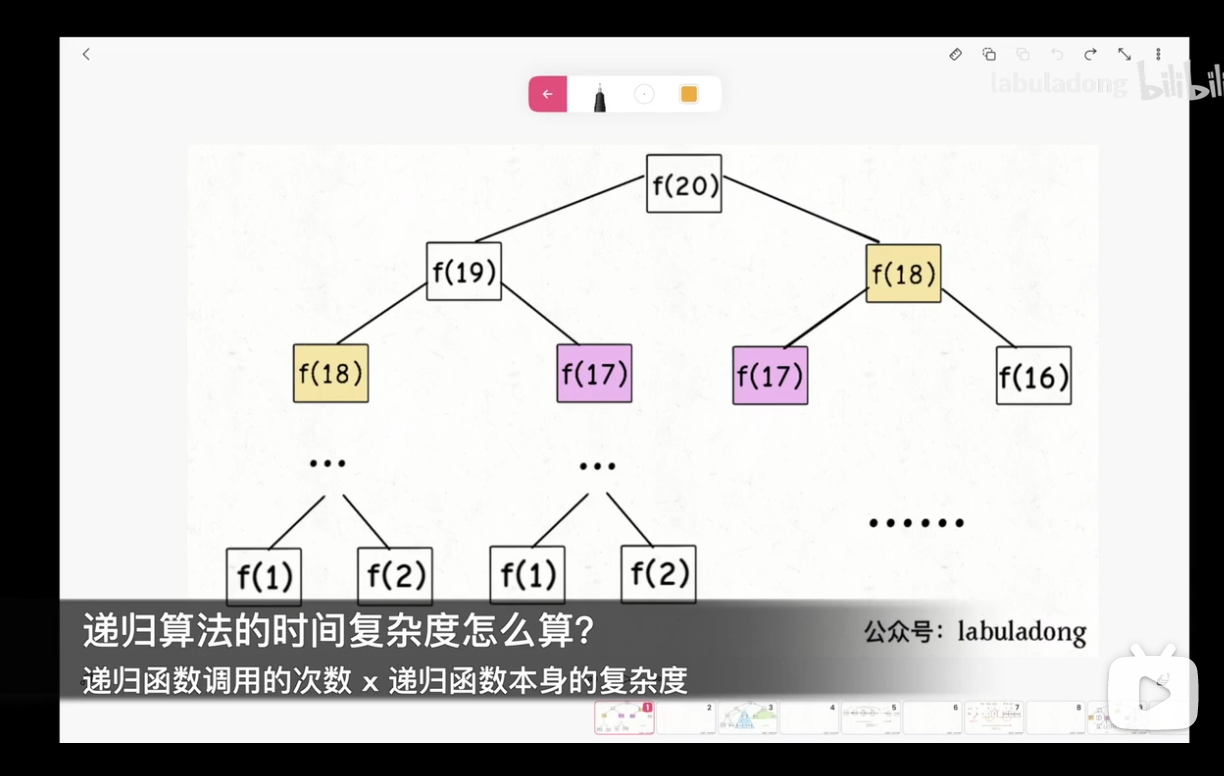 labuladong bilibili
f(20)
f(19)
f(18)
f(18)
f(17)
f(17)
f(16)
...
...
......
f(1)
f(2)
f(1)
f(2)
递归算法的时间复杂度怎么算?
公众号：labuladong
递归函数调用的次数 x 递归函数本身的复杂度
1
2
3
4
5
6
7
8
9